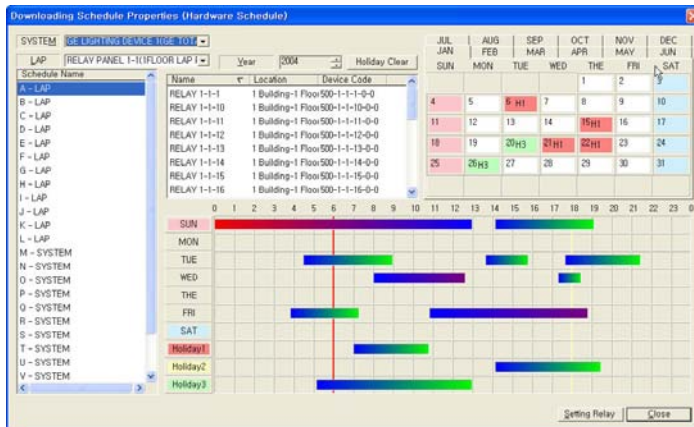 Downloading Schedule Properties (Hardware Schedule)
SYSTEM GE LIGHTING DEVICE 1(GE TOT
LAP RELAY PANEL 1-1(1FLOOR LAP
Year 2004 Holiday Clear
Schedule Name
A - LAP
B - LAP
C - LAP
D - LAP
E - LAP
F - LAP
G - LAP
H - LAP
I - LAP
J - LAP
K - LAP
L - LAP
M - SYSTEM
N - SYSTEM
O - SYSTEM
P - SYSTEM
Q - SYSTEM
R - SYSTEM
S - SYSTEM
T - SYSTEM
U - SYSTEM
V - SYSTEM
Name Location Device Code
RELAY 1-1-1 1 Building-1 Floor 500-1-1-1-0-0
RELAY 1-1-10 1 Building-1 Floor 500-1-1-10-0-0
RELAY 1-1-11 1 Building-1 Floor 500-1-1-11-0-0
RELAY 1-1-12 1 Building-1 Floor 500-1-1-12-0-0
RELAY 1-1-13 1 Building-1 Floor 500-1-1-13-0-0
RELAY 1-1-14 1 Building-1 Floor 500-1-1-14-0-0
RELAY 1-1-15 1 Building-1 Floor 500-1-1-15-0-0
RELAY 1-1-16 1 Building-1 Floor 500-1-1-16-0-0
JUL AUG SEP OCT NOV DEC
JAN FEB MAR APR MAY JUN
SUN MON TUE WED THE FRI SAT
1 2 3
4 5 6 H1 7 8 9 10
11 12 13 14 15 H1 16 17
18 19 20 H3 21 H1 22 H1 23 24
25 26 H3 27 28 29 30 31
0 1 2 3 4 5 6 7 8 9 10 11 12 13 14 15 16 17 18 19 20 21 22 23 0
SUN
MON
TUE
WED
THE
FRI
SAT
Holiday1
Holiday2
Holiday3
Setting Relay Close